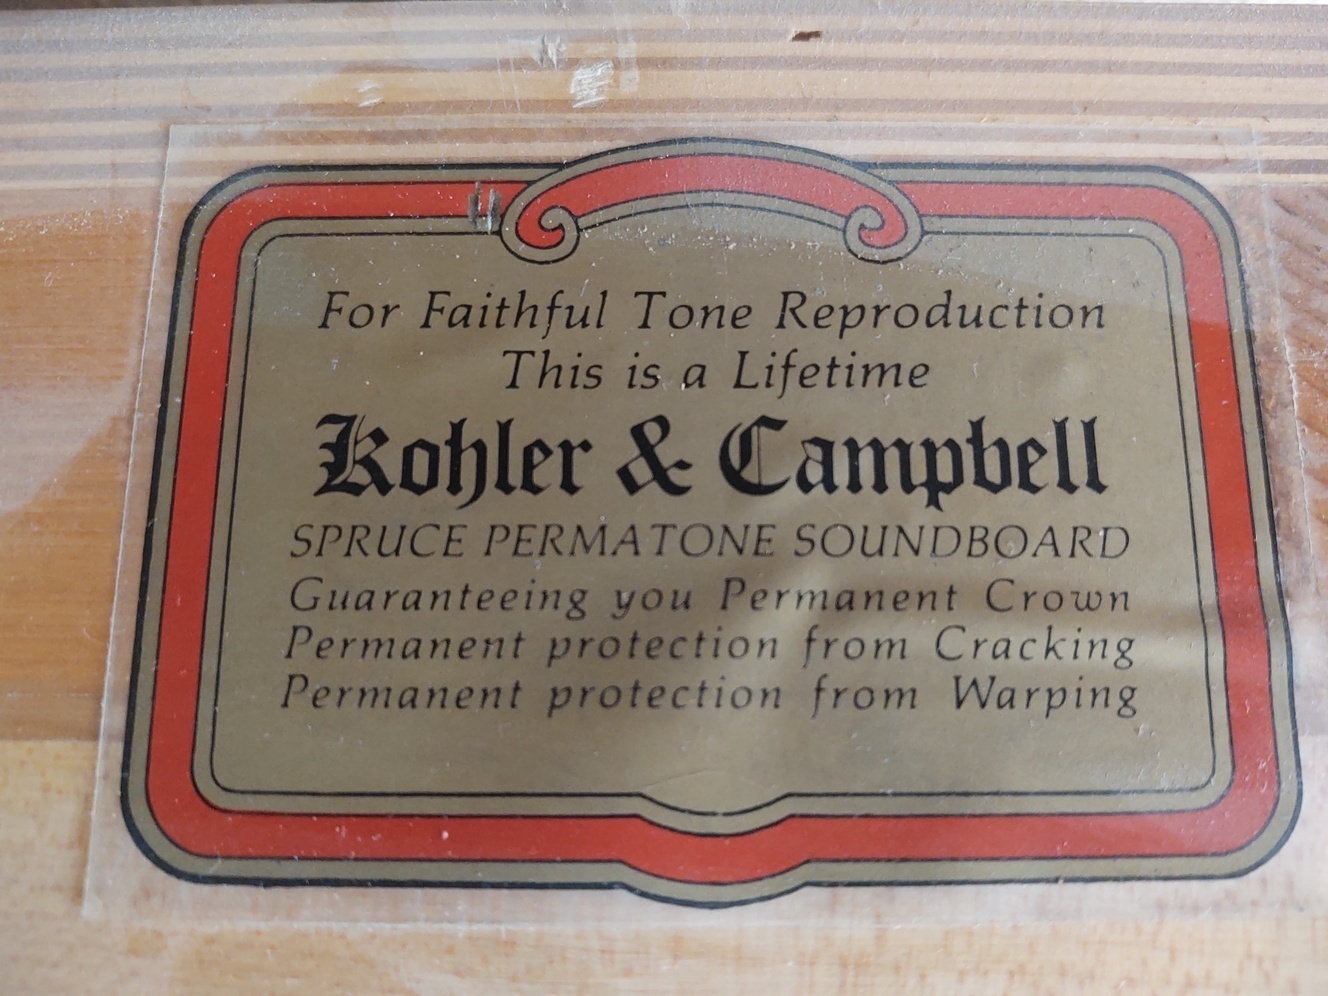 For Faithful Tone Reproduction
This is a Lifetime
Kohler & Campbell
SPRUCE PERMATONE SOUNDBOARD
Guaranteeing you Permanent Crown
Permanent protection from Cracking
Permanent protection from Warping